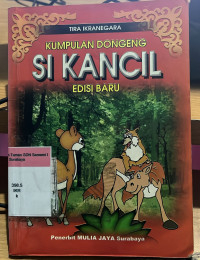 TIRA IKRANEGARA
KUMPULAN DONGENG
SI KANCIL
EDISI BARU
Penerbit MULIA JAYA Surabaya